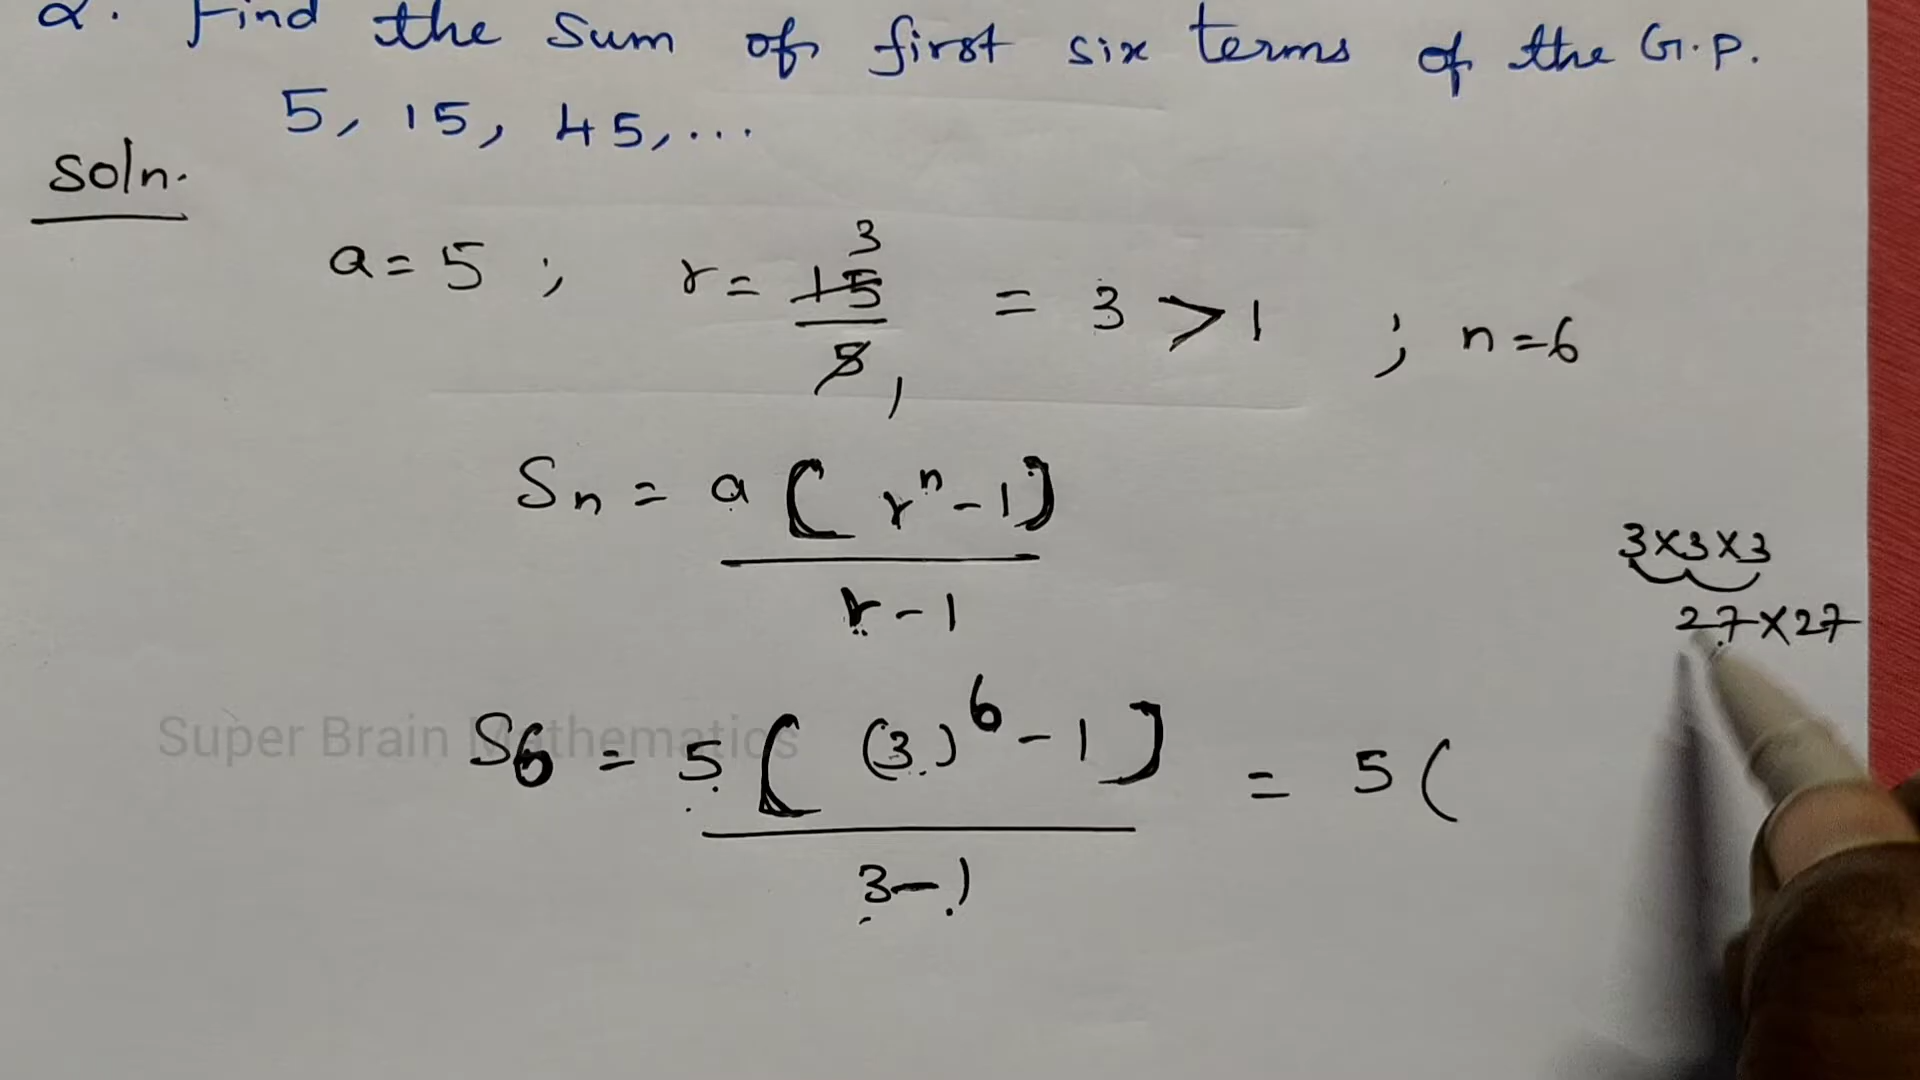 2. Find the Sum of first six terms of the G.P.
5, 15, 45,...
Soln.
a = 5 ; r = 15/5 = 3 > 1 ; n = 6
3
1
Sn = a [ r^n - 1 ] / r - 1
3×3×3
27×27
S6 = 5 [ (3)^6 - 1 ] / 3 - 1 = 5 (
Super Brain Mathematics